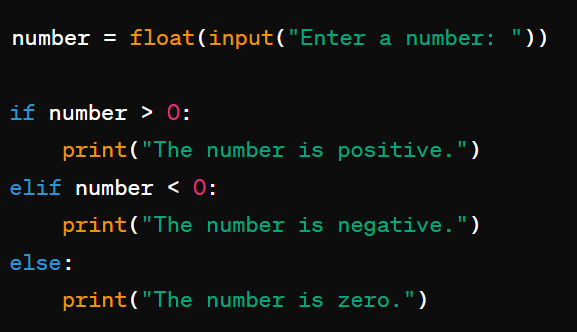 number = float(input("Enter a number: "))

if number > 0:
    print("The number is positive.")
elif number < 0:
    print("The number is negative.")
else:
    print("The number is zero.")